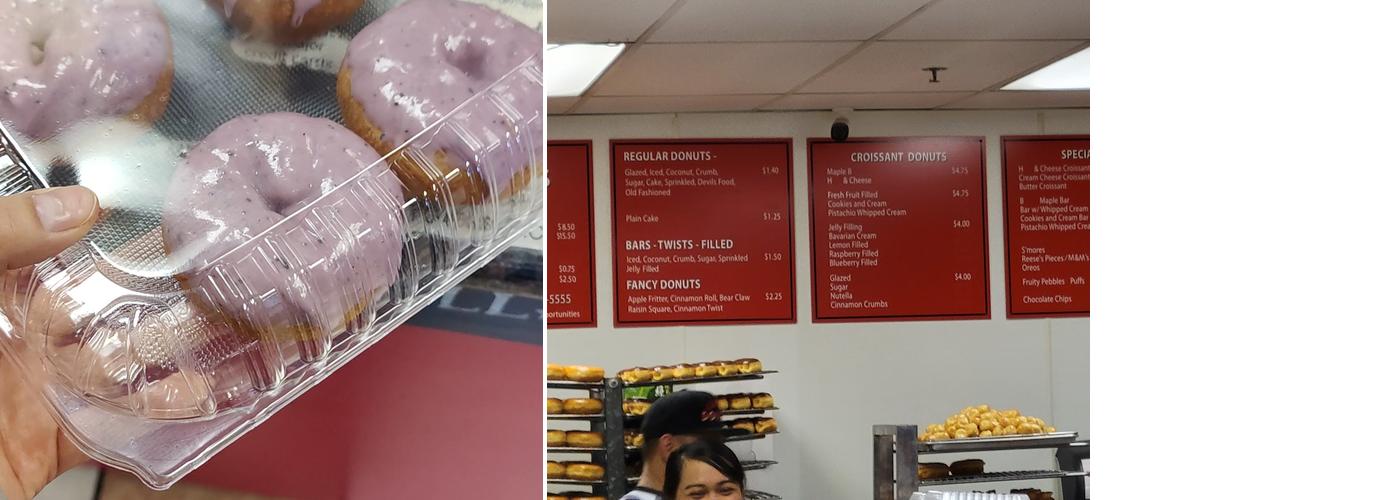 $8.50
$15.50
$0.75
$2.50
-5555
portunities
REGULAR DONUTS -
Glazed, Iced, Coconut, Crumb, $1.40
Sugar, Cake, Sprinkled, Devils Food,
Old Fashioned
Plain Cake $1.25
BARS - TWISTS - FILLED
Iced, Coconut, Crumb, Sugar, Sprinkled $1.50
Jelly Filled
FANCY DONUTS
Apple Fritter, Cinnamon Roll, Bear Claw $2.25
Raisin Square, Cinnamon Twist
CROISSANT DONUTS
Maple B $4.75
H & Cheese
Fresh Fruit Filled $4.75
Cookies and Cream
Pistachio Whipped Cream
Jelly Filling $4.00
Bavarian Cream
Lemon Filled
Raspberry Filled
Blueberry Filled
Glazed $4.00
Sugar
Nutella
Cinnamon Crumbs
SPECIA
H & Cheese Croissant
Cream Cheese Croissant
Butter Croissant
B Maple Bar
Bar w/ Whipped Cream
Cookies and Cream Bar
Pistachio Whipped Crea
S'mores
Reese's Pieces/M&M's
Oreos
Fruity Pebbles Puffs
Chocolate Chips